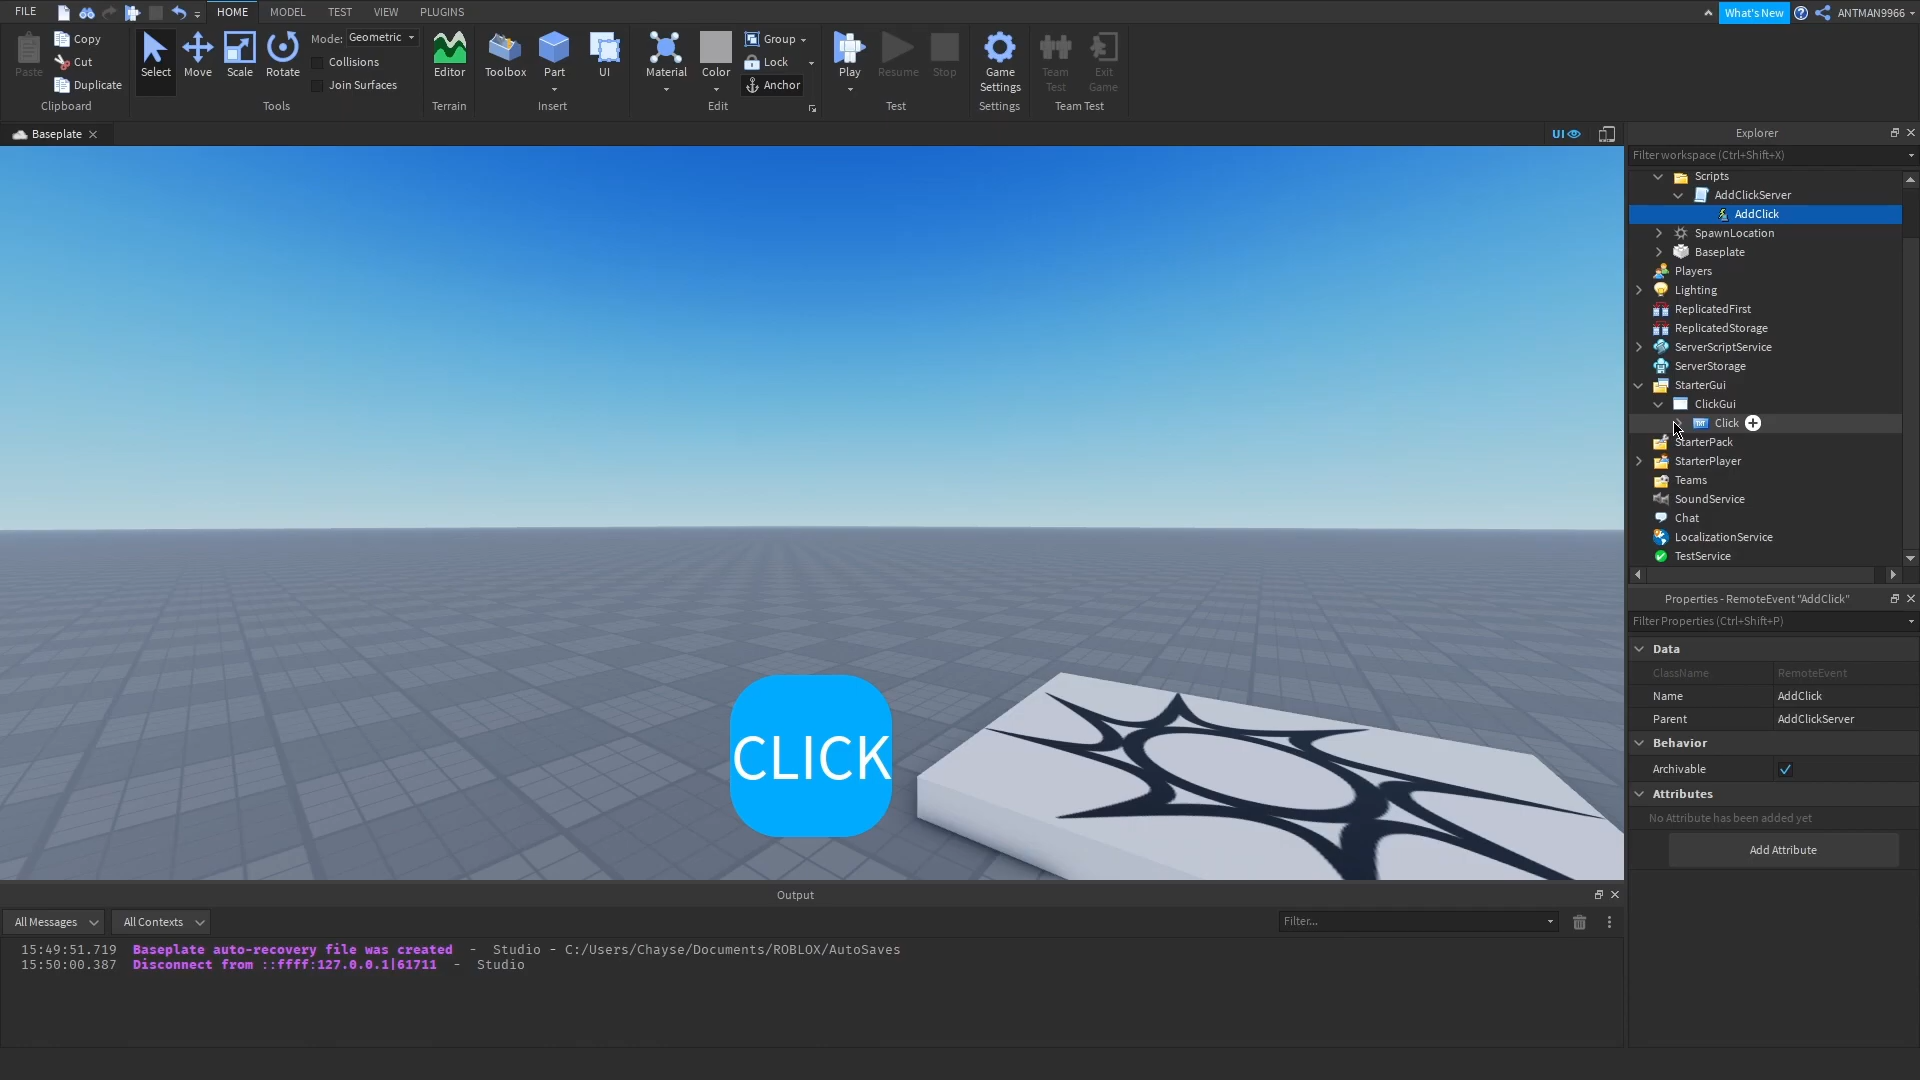 FILE HOME MODEL TEST VIEW PLUGINS What's New ANTMAN9966
Paste Copy Cut Duplicate Clipboard
Select Move Scale Rotate Mode: Geometric Collisions Join Surfaces Tools
Editor Terrain
Toolbox Part UI Insert
Material Color Group Lock Anchor Edit
Play Resume Stop Test
Game Settings Settings
Team Test Exit Game Team Test
Baseplate UI
CLICK
Explorer
Filter workspace (Ctrl+Shift+X)
Scripts
AddClickServer
AddClick
SpawnLocation
Baseplate
Players
Lighting
ReplicatedFirst
ReplicatedStorage
ServerScriptService
ServerStorage
StarterGui
ClickGui
Click
StarterPack
StarterPlayer
Teams
SoundService
Chat
LocalizationService
TestService
Properties - RemoteEvent "AddClick"
Filter Properties (Ctrl+Shift+P)
Data
ClassName RemoteEvent
Name AddClick
Parent AddClickServer
Behavior
Archivable
Attributes
No Attribute has been added yet
Add Attribute
Output
All Messages All Contexts Filter...
15:49:51.719 Baseplate auto-recovery file was created - Studio - C:/Users/Chayse/Documents/ROBLOX/AutoSaves
15:50:00.387 Disconnect from ::ffff:127.0.0.1|61711 - Studio